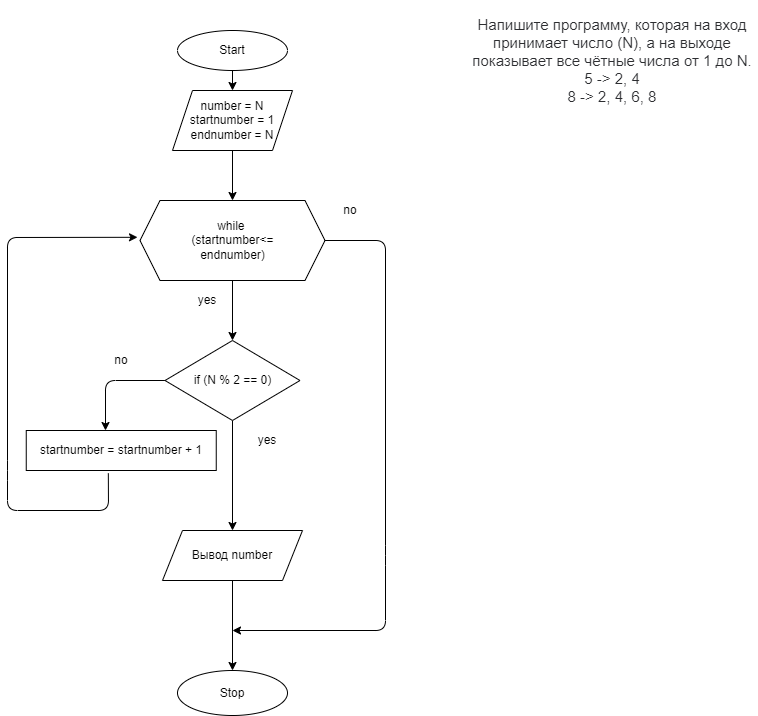 Напишите программу, которая на вход
принимает число (N), а на выходе
показывает все чётные числа от 1 до N.
5 -> 2, 4
8 -> 2, 4, 6, 8
Start
number = N
startnumber = 1
endnumber = N
no
while
(startnumber<=
endnumber)
yes
no
if (N % 2 == 0)
yes
startnumber = startnumber + 1
Вывод number
Stop